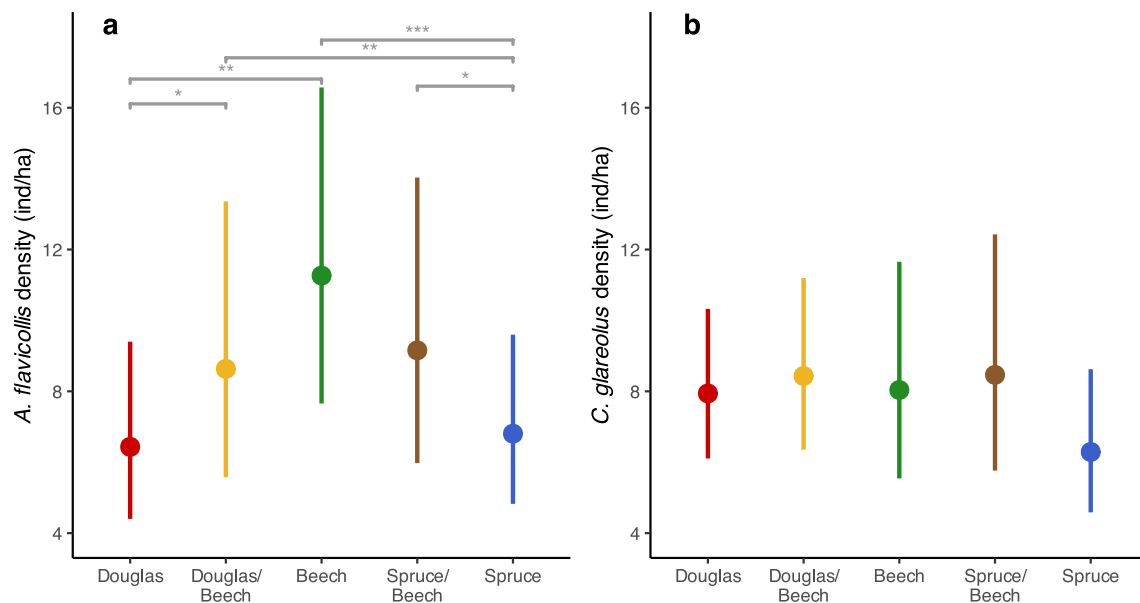 a
***
**
**
*
*
16
12
8
4
A. flavicollis density (ind/ha)
Douglas
Douglas/
Beech
Beech
Spruce/
Beech
Spruce
b
16
12
8
4
C. glareolus density (ind/ha)
Douglas
Douglas/
Beech
Beech
Spruce/
Beech
Spruce